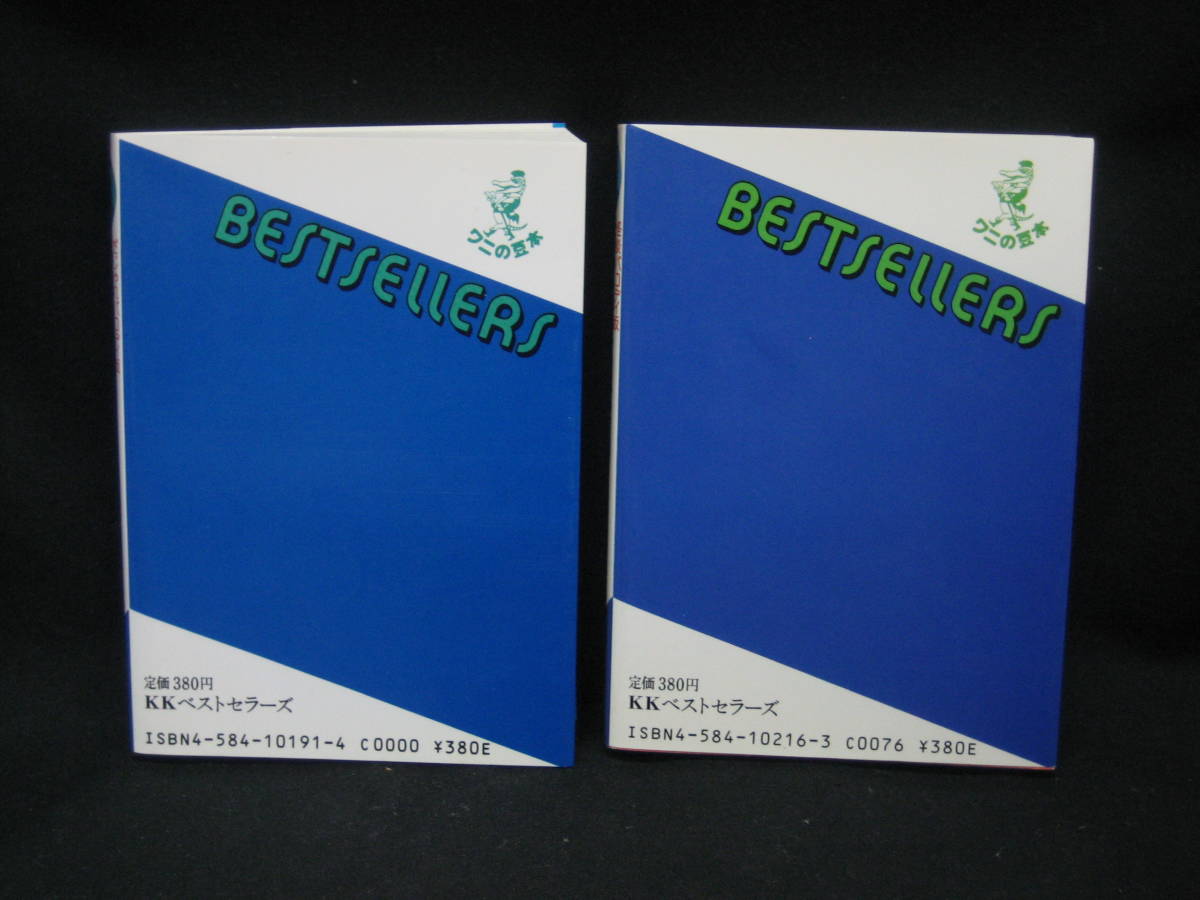 ワニの豆本
BESTSELLERS
定価380円
KKベストセラーズ
ISBN4-584-10191-4 C0000 ¥380E
ワニの豆本
BESTSELLERS
定価380円
KKベストセラーズ
ISBN4-584-10216-3 C0076 ¥380E